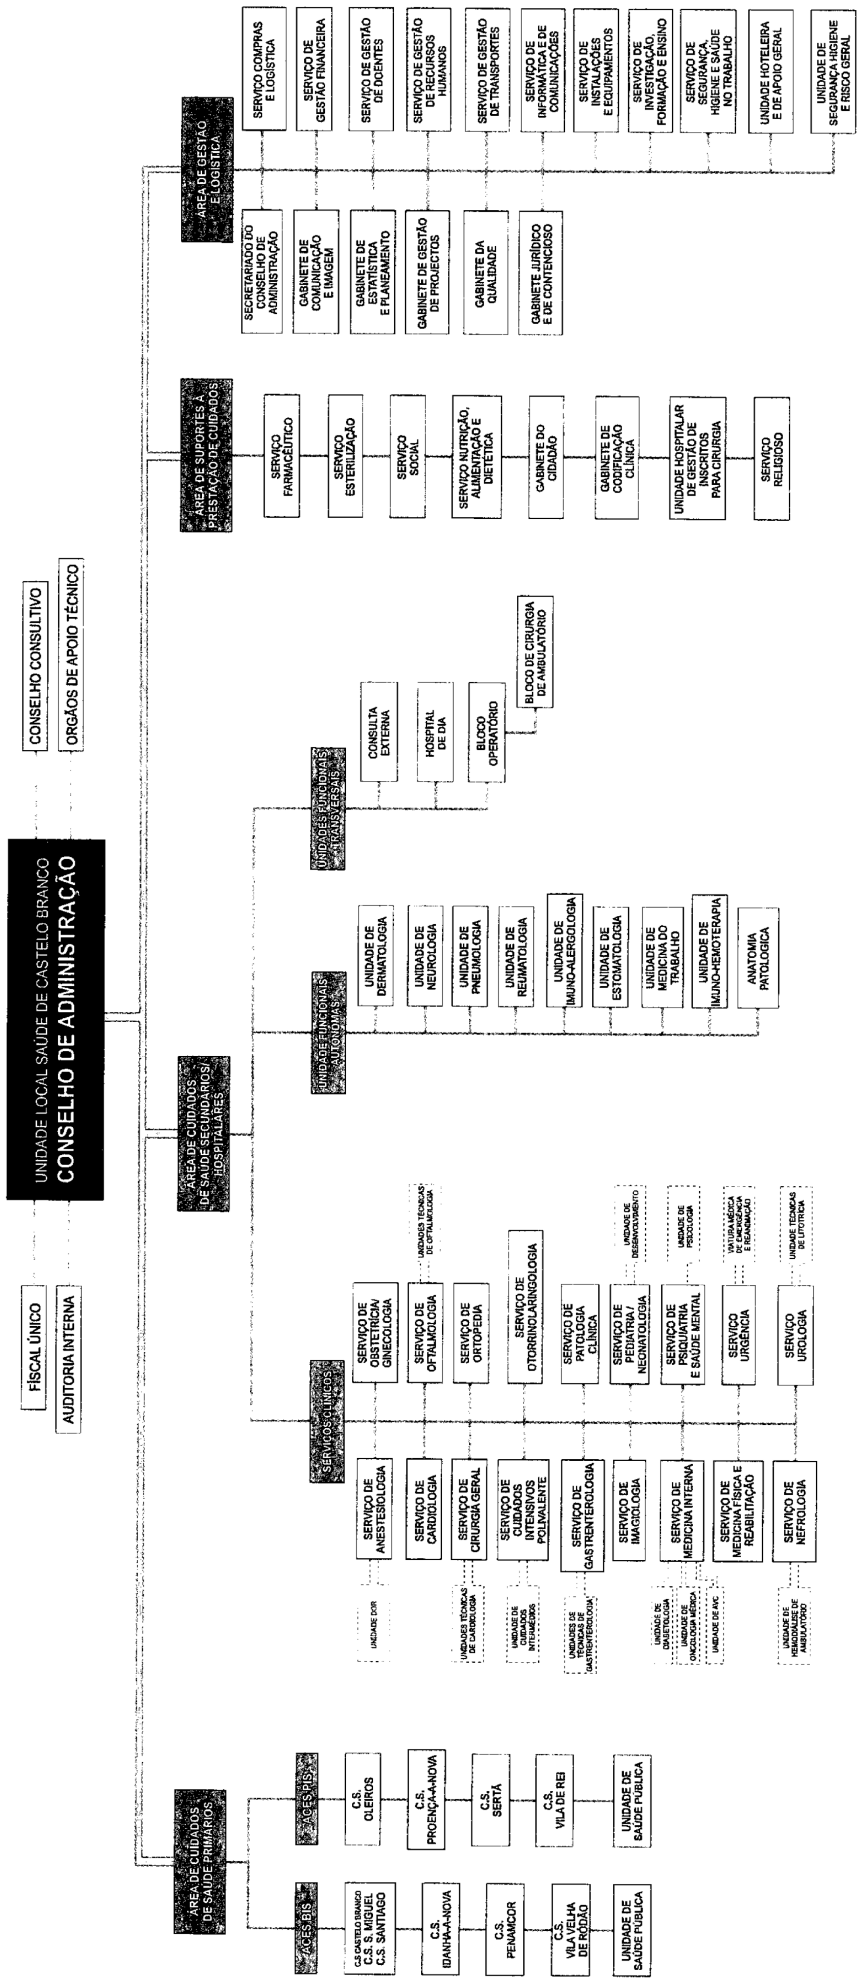 UNIDADE LOCAL SAÚDE DE CASTELO BRANCO
CONSELHO DE ADMINISTRAÇÃO
FÍSCAL ÚNICO
AUDITORIA INTERNA
CONSELHO CONSULTIVO
ORGÃOS DE APOIO TÉCNICO
ÁREA DE CUIDADOS
DE SAÚDE PRIMÁRIOS
ACES BIS
C.S CASTELO BRANCO
C.S. S. MIGUEL
C.S. SANTIAGO
C.S.
IDANHA-A-NOVA
C.S.
PENAMCOR
C.S.
VILA VELHA
DE RÓDÃO
UNIDADE DE
SAÚDE PÚBLICA
ACES PIS
C.S.
OLEIROS
C.S.
PROENÇA-A-NOVA
C.S.
SERTÃ
C.S.
VILA DE REI
UNIDADE DE
SAÚDE PÚBLICA
ÁREA DE CUIDADOS
DE SAÚDE SECUNDÁRIOS/
HOSPITALARES
SERVIÇOS CLÍNICOS
SERVIÇO DE
ANESTESIOLOGIA
UNIDADE DOR
SERVIÇO DE
CARDIOLOGIA
SERVIÇO DE
CIRURGIA GERAL
UNIDADES TÉCNICAS
DE CARDIOLOGIA
SERVIÇO DE
CUIDADOS
INTENSIVOS
POLIVALENTE
UNIDADE DE
CUIDADOS
INTERMÉDIOS
SERVIÇO DE
GASTRENTEROLOGIA
UNIDADES DE
TÉCNICAS DE
GASTRENTEROLOGIA
SERVIÇO DE
IMAGIOLOGIA
SERVIÇO DE
MEDICINA INTERNA
UNIDADE DE
DIABETOLOGIA
UNIDADE DE
ONCOLOGIA MÉDICA
UNIDADE DE AVC
SERVIÇO DE
MEDICINA FÍSICA E
REABILITAÇÃO
SERVIÇO DE
NEFROLOGIA
UNIDADE DE
HEMODIÁLISE DE
AMBULATÓRIO
SERVIÇO DE
OBSTETRÍCIA/
GINECOLOGIA
SERVIÇO DE
OFTALMOLOGIA
UNIDADES TÉCNICAS
DE OFTALMOLOGIA
SERVIÇO DE
ORTOPEDIA
SERVIÇO DE
OTORRINOLARINGOLOGIA
SERVIÇO DE
PATOLOGIA
CLÍNICA
SERVIÇO DE
PEDIATRIA /
NEONATOLOGIA
UNIDADE DE
DESENVOLVIMENTO
SERVIÇO DE
PSIQUIATRIA
E SAÚDE MENTAL
UNIDADE DE
PSICOLOGIA
SERVIÇO
URGÊNCIA
VIATURA MÉDICA
DE EMERGÊNCIA
E REANIMAÇÃO
SERVIÇO
UROLOGIA
UNIDADE TÉCNICAS
DE LITOTRICIA
UNIDADE FUNCIONAIS
AUTONOMAS
UNIDADE DE
DERMATOLOGIA
UNIDADE DE
NEUROLOGIA
UNIDADE DE
PNEUMOLOGIA
UNIDADE DE
REUMATOLOGIA
UNIDADE DE
IMUNO-ALERGOLOGIA
UNIDADE DE
ESTOMATOLOGIA
UNIDADE DE
MEDICINA DO
TRABALHO
UNIDADE DE
IMUNO-HEMOTERAPIA
ANATOMIA
PATOLOGICA
UNIDADES FUNCIONAIS
TRANSVERSAIS
CONSULTA
EXTERNA
HOSPITAL
DE DIA
BLOCO
OPERATÓRIO
BLOCO DE CIRURGIA
DE AMBULATÓRIO
ÁREA DE SUPORTES À
PRESTAÇÃO DE CUIDADOS
SERVIÇO
FARMACÊUTICO
SERVIÇO
ESTERILIZAÇÃO
SERVIÇO
SOCIAL
SERVIÇO NUTRIÇÃO,
ALIMENTAÇÃO E
DIETÉTICA
GABINETE DO
CIDADÃO
GABINETE DE
CODIFICAÇÃO
CLÍNICA
UNIDADE HOSPITALAR
DE GESTÃO DE
INSCRITOS
PARA CIRURGIA
SERVIÇO
RELIGIOSO
ÁREA DE GESTÃO
E LOGÍSTICA
SECRETARIADO DO
CONSELHO DE
ADMINISTRAÇÃO
GABINETE DE
COMUNICAÇÃO
E IMAGEM
GABINETE DE
ESTATÍSTICA
E PLANEAMENTO
GABINETE DE GESTÃO
DE PROJECTOS
GABINETE DA
QUALIDADE
GABINETE JURÍDICO
E DE CONTENCIOSO
SERVIÇO COMPRAS
E LOGÍSTICA
SERVIÇO DE
GESTÃO FINANCEIRA
SERVIÇO DE GESTÃO
DE DOENTES
SERVIÇO DE GESTÃO
DE RECURSOS
HUMANOS
SERVIÇO DE GESTÃO
DE TRANSPORTES
SERVIÇO DE
INFORMÁTICA E DE
COMUNICAÇÕES
SERVIÇO DE
INSTALAÇÕES
E EQUIPAMENTOS
SERVIÇO DE
INVESTIGAÇÃO,
FORMAÇÃO E ENSINO
SERVIÇO DE
SEGURANÇA,
HIGIENE E SAÚDE
NO TRABALHO
UNIDADE HOTELEIRA
E DE APOIO GERAL
UNIDADE DE
SEGURANÇA HIGIENE
E RISCO GERAL